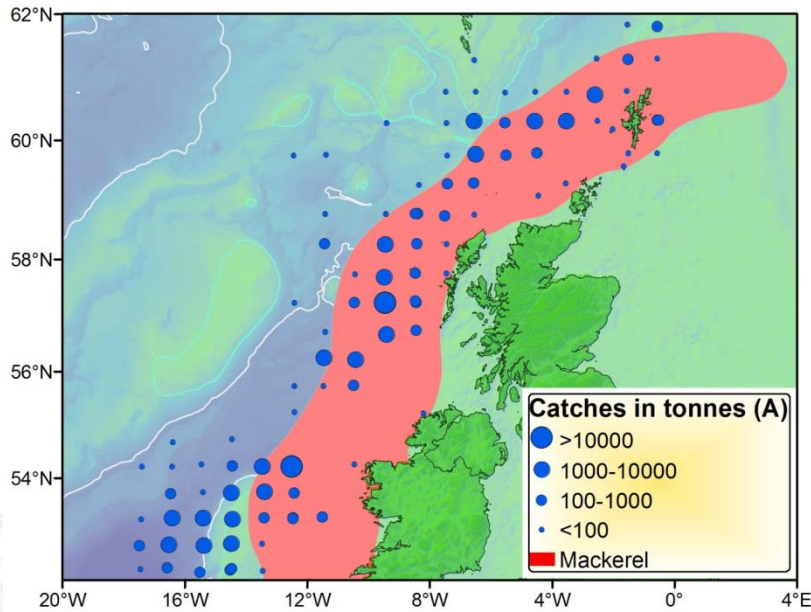 62°N
60°N
58°N
56°N
54°N
Catches in tonnes (A)
>10000
1000-10000
100-1000
<100
Mackerel
20°W 16°W 12°W 8°W 4°W 0° 4°E